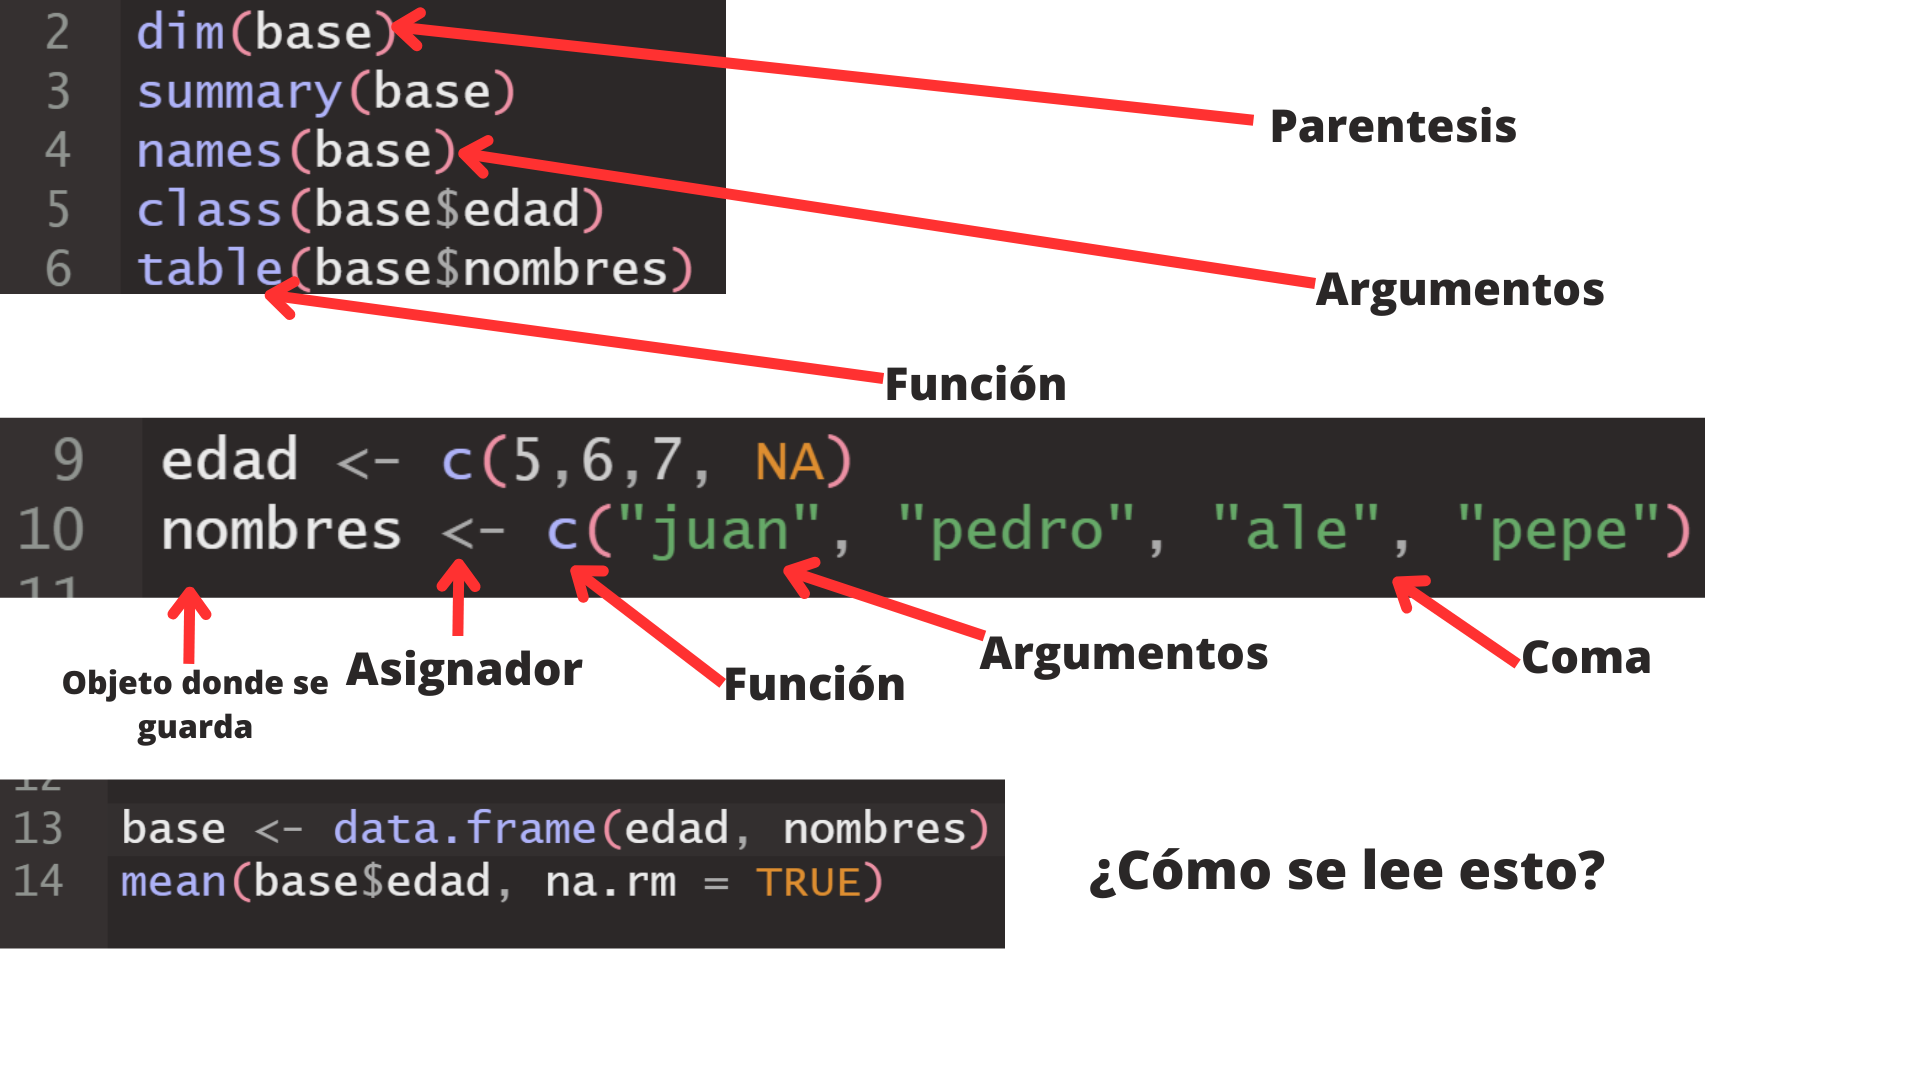 2 dim(base)
3 summary(base)
4 names(base)
5 class(base$edad)
6 table(base$nombres)
Parentesis
Argumentos
Función
9 edad <- c(5,6,7, NA)
10 nombres <- c("juan", "pedro", "ale", "pepe")
11
Objeto donde se
guarda
Asignador
Función
Argumentos
Coma
12
13 base <- data.frame(edad, nombres)
14 mean(base$edad, na.rm = TRUE)
¿Cómo se lee esto?